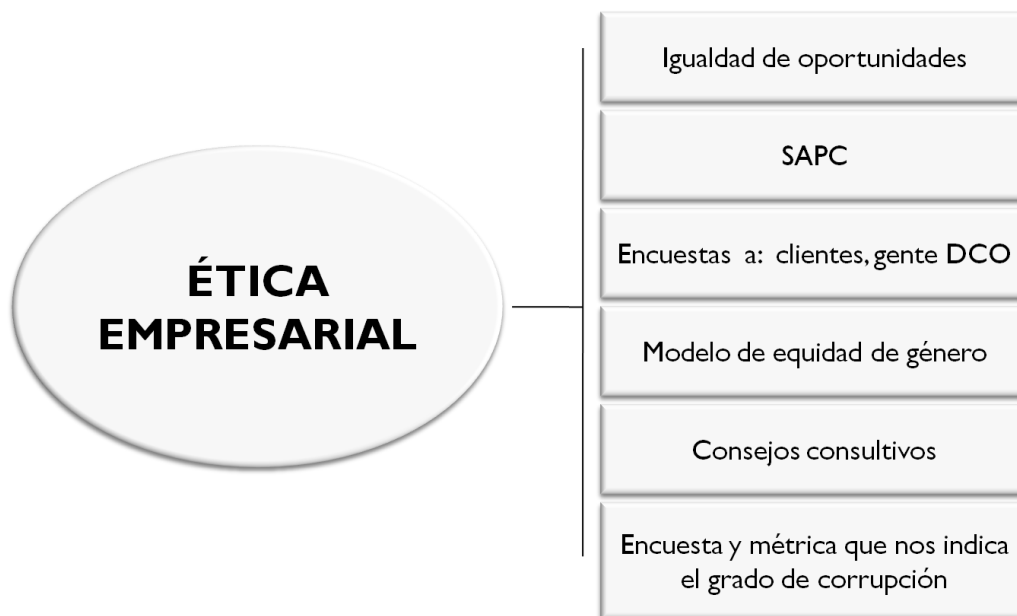 ÉTICA
EMPRESARIAL
Igualdad de oportunidades
SAPC
Encuestas a: clientes, gente DCO
Modelo de equidad de género
Consejos consultivos
Encuesta y métrica que nos indica
el grado de corrupción